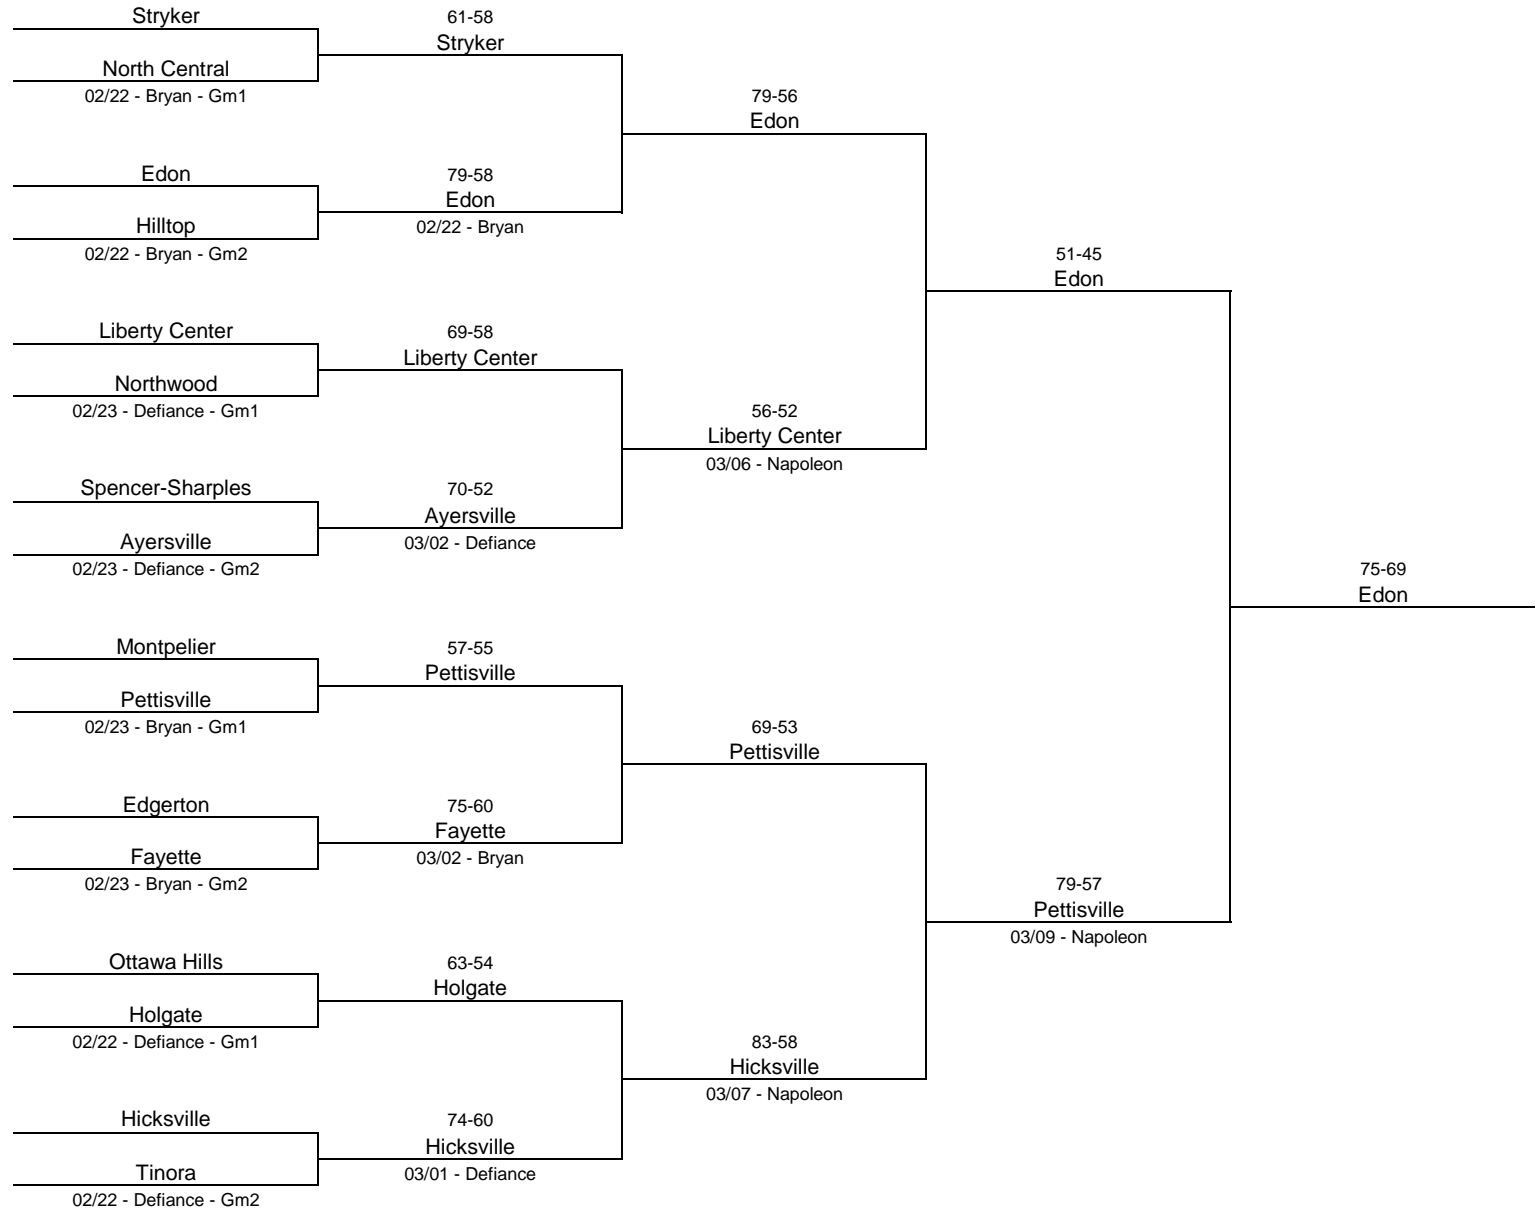 Stryker
North Central
02/22 - Bryan - Gm1
Edon
Hilltop
02/22 - Bryan - Gm2
Liberty Center
Northwood
02/23 - Defiance - Gm1
Spencer-Sharples
Ayersville
02/23 - Defiance - Gm2
Montpelier
Pettisville
02/23 - Bryan - Gm1
Edgerton
Fayette
02/23 - Bryan - Gm2
Ottawa Hills
Holgate
02/22 - Defiance - Gm1
Hicksville
Tinora
02/22 - Defiance - Gm2
61-58
Stryker
79-58
Edon
02/22 - Bryan
69-58
Liberty Center
70-52
Ayersville
03/02 - Defiance
57-55
Pettisville
75-60
Fayette
03/02 - Bryan
63-54
Holgate
74-60
Hicksville
03/01 - Defiance
79-56
Edon
56-52
Liberty Center
03/06 - Napoleon
69-53
Pettisville
83-58
Hicksville
03/07 - Napoleon
51-45
Edon
79-57
Pettisville
03/09 - Napoleon
75-69
Edon